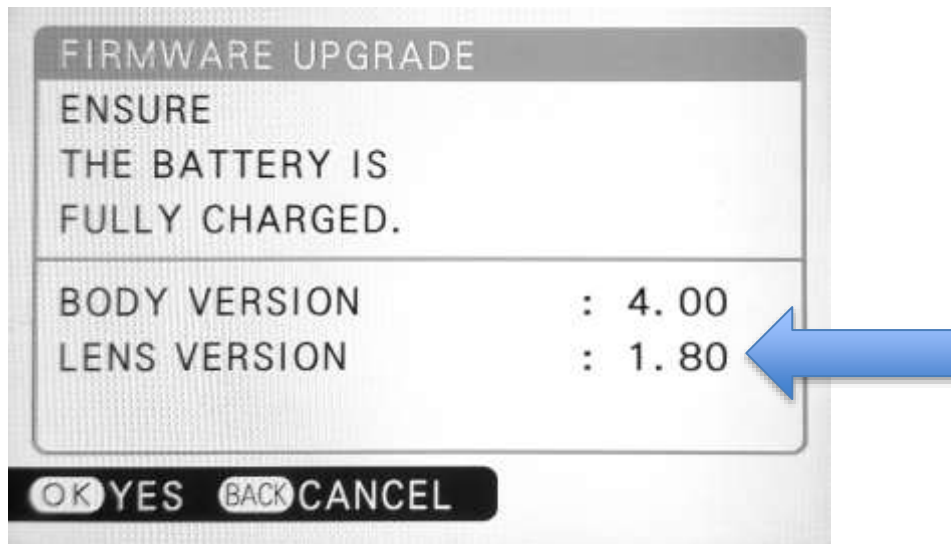 FIRMWARE UPGRADE
ENSURE
THE BATTERY IS
FULLY CHARGED.
BODY VERSION : 4.00
LENS VERSION : 1.80
OK YES BACK CANCEL